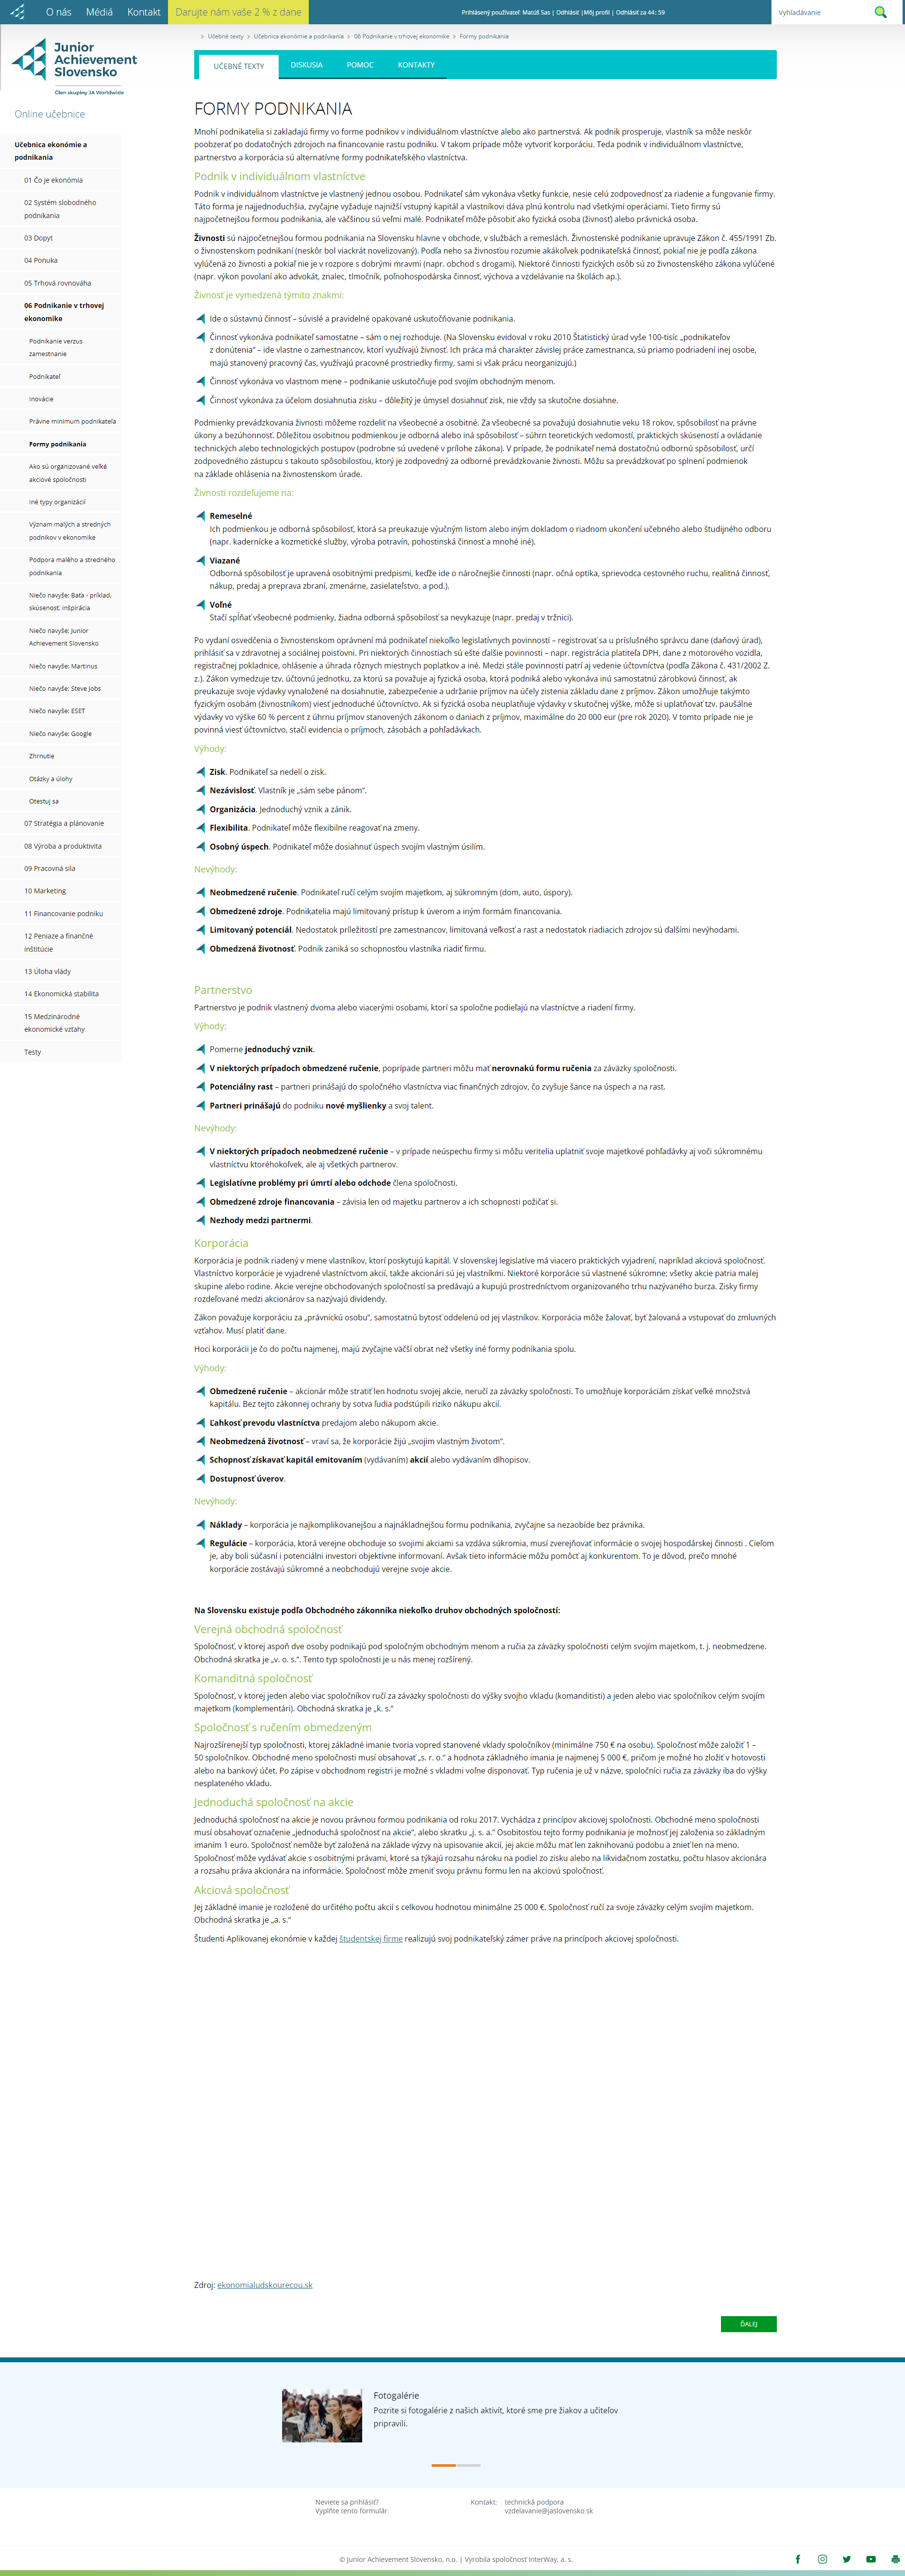 O nás
Médiá
Kontakt
Darujte nám vaše 2 % z dane
Prihlásený používateľ: Matúš Sas | Odhlásiť |Môj profil | Odhlásiť za 44: 59
Vyhľadávanie
Junior
Achievement
Slovensko
Člen skupiny JA Worldwide
Učebné texty
Učebnica ekonómie a podnikania
06 Podnikanie v trhovej ekonomike
Formy podnikania
UČEBNÉ TEXTY
DISKUSIA
POMOC
KONTAKTY
Online učebnice
Učebnica ekonómie a
podnikania
01 Čo je ekonómia
02 Systém slobodného
podnikania
03 Dopyt
04 Ponuka
05 Trhová rovnováha
06 Podnikanie v trhovej
ekonomike
Podnikanie verzus
zamestnanie
Podnikateľ
Inovácie
Právne minimum podnikateľa
Formy podnikania
Ako sú organizované veľké
akciové spoločnosti
Iné typy organizácií
Význam malých a stredných
podnikov v ekonomike
Podpora malého a stredného
podnikania
Niečo navyše: Baťa - príklad,
skúsenosť, inšpirácia
Niečo navyše: Junior
Achievement Slovensko
Niečo navyše: Martinus
Niečo navyše: Steve Jobs
Niečo navyše: ESET
Niečo navyše: Google
Zhrnutie
Otázky a úlohy
Otestuj sa
07 Stratégia a plánovanie
08 Výroba a produktivita
09 Pracovná sila
10 Marketing
11 Financovanie podniku
12 Peniaze a finančné
inštitúcie
13 Úloha vlády
14 Ekonomická stabilita
15 Medzinárodné
ekonomické vzťahy
Testy
FORMY PODNIKANIA
Mnohí podnikatelia si zakladajú firmy vo forme podnikov v individuálnom vlastníctve alebo ako partnerstvá. Ak podnik prosperuje, vlastník sa môže neskôr
poobzerať po dodatočných zdrojoch na financovanie rastu podniku. V takom prípade môže vytvoriť korporáciu. Teda podnik v individuálnom vlastníctve,
partnerstvo a korporácia sú alternatívne formy podnikateľského vlastníctva.
Podnik v individuálnom vlastníctve
Podnik v individuálnom vlastníctve je vlastnený jednou osobou. Podnikateľ sám vykonáva všetky funkcie, nesie celú zodpovednosť za riadenie a fungovanie firmy.
Táto forma je najjednoduchšia, zvyčajne vyžaduje najnižší vstupný kapitál a vlastníkovi dáva plnú kontrolu nad všetkými operáciami. Tieto firmy sú
najpočetnejšou formou podnikania, ale väčšinou sú veľmi malé. Podnikateľ môže pôsobiť ako fyzická osoba (živnosť) alebo právnická osoba.
Živnosti sú najpočetnejšou formou podnikania na Slovensku hlavne v obchode, v službách a remeslách. Živnostenské podnikanie upravuje Zákon č. 455/1991 Zb.
o živnostenskom podnikaní (neskôr bol viackrát novelizovaný). Podľa neho sa živnosťou rozumie akákoľvek podnikateľská činnosť, pokiaľ nie je podľa zákona
vylúčená zo živností a pokiaľ nie je v rozpore s dobrými mravmi (napr. obchod s drogami). Niektoré činnosti fyzických osôb sú zo živnostenského zákona vylúčené
(napr. výkon povolaní ako advokát, znalec, tlmočník, poľnohospodárska činnosť, výchova a vzdelávanie na školách ap.).
Živnosť je vymedzená týmito znakmi:
Ide o sústavnú činnosť – súvislé a pravidelné opakované uskutočňovanie podnikania.
Činnosť vykonáva podnikateľ samostatne – sám o nej rozhoduje. (Na Slovensku evidoval v roku 2010 Štatistický úrad vyše 100-tisíc „podnikateľov
z donútenia“ – ide vlastne o zamestnancov, ktorí využívajú živnosť. Ich práca má charakter závislej práce zamestnanca, sú priamo podriadení inej osobe,
majú stanovený pracovný čas, využívajú pracovné prostriedky firmy, sami si však prácu neorganizujú.)
Činnosť vykonáva vo vlastnom mene – podnikanie uskutočňuje pod svojím obchodným menom.
Činnosť vykonáva za účelom dosiahnutia zisku – dôležitý je úmysel dosiahnuť zisk, nie vždy sa skutočne dosiahne.
Podmienky prevádzkovania živnosti môžeme rozdeliť na všeobecné a osobitné. Za všeobecné sa považujú dosiahnutie veku 18 rokov, spôsobilosť na právne
úkony a bezúhonnosť. Dôležitou osobitnou podmienkou je odborná alebo iná spôsobilosť – súhrn teoretických vedomostí, praktických skúseností a ovládanie
technických alebo technologických postupov (podrobne sú uvedené v prílohe zákona). V prípade, že podnikateľ nemá dostatočnú odbornú spôsobilosť, určí
zodpovedného zástupcu s takouto spôsobilosťou, ktorý je zodpovedný za odborné prevádzkovanie živnosti. Môžu sa prevádzkovať po splnení podmienok
na základe ohlásenia na živnostenskom úrade.
Živnosti rozdeľujeme na:
Remeselné
Ich podmienkou je odborná spôsobilosť, ktorá sa preukazuje výučným listom alebo iným dokladom o riadnom ukončení učebného alebo študijného odboru
(napr. kadernícke a kozmetické služby, výroba potravín, pohostinská činnosť a mnohé iné).
Viazané
Odborná spôsobilosť je upravená osobitnými predpismi, keďže ide o náročnejšie činnosti (napr. očná optika, sprievodca cestovného ruchu, realitná činnosť,
nákup, predaj a preprava zbraní, zmenárne, zasielateľstvo, a pod.).
Voľné
Stačí spĺňať všeobecné podmienky, žiadna odborná spôsobilosť sa nevykazuje (napr. predaj v tržnici).
Po vydaní osvedčenia o živnostenskom oprávnení má podnikateľ niekoľko legislatívnych povinností – registrovať sa u príslušného správcu dane (daňový úrad),
prihlásiť sa v zdravotnej a sociálnej poisťovni. Pri niektorých činnostiach sú ešte ďalšie povinnosti – napr. registrácia platiteľa DPH, dane z motorového vozidla,
registračnej pokladnice, ohlásenie a úhrada rôznych miestnych poplatkov a iné. Medzi stále povinnosti patrí aj vedenie účtovníctva (podľa Zákona č. 431/2002 Z.
z.). Zákon vymedzuje tzv. účtovnú jednotku, za ktorú sa považuje aj fyzická osoba, ktorá podniká alebo vykonáva inú samostatnú zárobkovú činnosť, ak
preukazuje svoje výdavky vynaložené na dosiahnutie, zabezpečenie a udržanie príjmov na účely zistenia základu dane z príjmov. Zákon umožňuje takýmto
fyzickým osobám (živnostníkom) viesť jednoduché účtovníctvo. Ak si fyzická osoba neuplatňuje výdavky v skutočnej výške, môže si uplatňovať tzv. paušálne
výdavky vo výške 60 % percent z úhrnu príjmov stanovených zákonom o daniach z príjmov, maximálne do 20 000 eur (pre rok 2020). V tomto prípade nie je
povinná viesť účtovníctvo, stačí evidencia o príjmoch, zásobách a pohľadávkach.
Výhody:
Zisk. Podnikateľ sa nedelí o zisk.
Nezávislosť. Vlastník je „sám sebe pánom“.
Organizácia. Jednoduchý vznik a zánik.
Flexibilita. Podnikateľ môže flexibilne reagovať na zmeny.
Osobný úspech. Podnikateľ môže dosiahnuť úspech svojím vlastným úsilím.
Nevýhody:
Neobmedzené ručenie. Podnikateľ ručí celým svojím majetkom, aj súkromným (dom, auto, úspory).
Obmedzené zdroje. Podnikatelia majú limitovaný prístup k úverom a iným formám financovania.
Limitovaný potenciál. Nedostatok príležitostí pre zamestnancov, limitovaná veľkosť a rast a nedostatok riadiacich zdrojov sú ďalšími nevýhodami.
Obmedzená životnosť. Podnik zaniká so schopnosťou vlastníka riadiť firmu.
Partnerstvo
Partnerstvo je podnik vlastnený dvoma alebo viacerými osobami, ktorí sa spoločne podieľajú na vlastníctve a riadení firmy.
Výhody:
Pomerne jednoduchý vznik.
V niektorých prípadoch obmedzené ručenie, poprípade partneri môžu mať nerovnakú formu ručenia za záväzky spoločnosti.
Potenciálny rast – partneri prinášajú do spoločného vlastníctva viac finančných zdrojov, čo zvyšuje šance na úspech a na rast.
Partneri prinášajú do podniku nové myšlienky a svoj talent.
Nevýhody:
V niektorých prípadoch neobmedzené ručenie – v prípade neúspechu firmy si môžu veritelia uplatniť svoje majetkové pohľadávky aj voči súkromnému
vlastníctvu ktoréhokoľvek, ale aj všetkých partnerov.
Legislatívne problémy pri úmrtí alebo odchode člena spoločnosti.
Obmedzené zdroje financovania – závisia len od majetku partnerov a ich schopnosti požičať si.
Nezhody medzi partnermi.
Korporácia
Korporácia je podnik riadený v mene vlastníkov, ktorí poskytujú kapitál. V slovenskej legislatíve má viacero praktických vyjadrení, napríklad akciová spoločnosť.
Vlastníctvo korporácie je vyjadrené vlastníctvom akcií, takže akcionári sú jej vlastníkmi. Niektoré korporácie sú vlastnené súkromne; všetky akcie patria malej
skupine alebo rodine. Akcie verejne obchodovaných spoločností sa predávajú a kupujú prostredníctvom organizovaného trhu nazývaného burza. Zisky firmy
rozdeľované medzi akcionárov sa nazývajú dividendy.
Zákon považuje korporáciu za „právnickú osobu“, samostatnú bytosť oddelenú od jej vlastníkov. Korporácia môže žalovať, byť žalovaná a vstupovať do zmluvných
vzťahov. Musí platiť dane.
Hoci korporácií je čo do počtu najmenej, majú zvyčajne väčší obrat než všetky iné formy podnikania spolu.
Výhody:
Obmedzené ručenie – akcionár môže stratiť len hodnotu svojej akcie, neručí za záväzky spoločnosti. To umožňuje korporáciám získať veľké množstvá
kapitálu. Bez tejto zákonnej ochrany by sotva ľudia podstúpili riziko nákupu akcií.
Ľahkosť prevodu vlastníctva predajom alebo nákupom akcie.
Neobmedzená životnosť – vraví sa, že korporácie žijú „svojim vlastným životom“.
Schopnosť získavať kapitál emitovaním (vydávaním) akcií alebo vydávaním dlhopisov.
Dostupnosť úverov.
Nevýhody:
Náklady – korporácia je najkomplikovanejšou a najnákladnejšou formu podnikania, zvyčajne sa nezaobíde bez právnika.
Regulácie – korporácia, ktorá verejne obchoduje so svojimi akciami sa vzdáva súkromia, musí zverejňovať informácie o svojej hospodárskej činnosti . Cieľom
je, aby boli súčasní i potenciálni investori objektívne informovaní. Avšak tieto informácie môžu pomôcť aj konkurentom. To je dôvod, prečo mnohé
korporácie zostávajú súkromné a neobchodujú verejne svoje akcie.
Na Slovensku existuje podľa Obchodného zákonníka niekoľko druhov obchodných spoločností:
Verejná obchodná spoločnosť
Spoločnosť, v ktorej aspoň dve osoby podnikajú pod spoločným obchodným menom a ručia za záväzky spoločnosti celým svojím majetkom, t. j. neobmedzene.
Obchodná skratka je „v. o. s.“. Tento typ spoločnosti je u nás menej rozšírený.
Komanditná spoločnosť
Spoločnosť, v ktorej jeden alebo viac spoločníkov ručí za záväzky spoločnosti do výšky svojho vkladu (komanditisti) a jeden alebo viac spoločníkov celým svojím
majetkom (komplementári). Obchodná skratka je „k. s.“
Spoločnosť s ručením obmedzeným
Najrozšírenejší typ spoločnosti, ktorej základné imanie tvoria vopred stanovené vklady spoločníkov (minimálne 750 € na osobu). Spoločnosť môže založiť 1 –
50 spoločníkov. Obchodné meno spoločnosti musí obsahovať „s. r. o.“ a hodnota základného imania je najmenej 5 000 €, pričom je možné ho zložiť v hotovosti
alebo na bankový účet. Po zápise v obchodnom registri je možné s vkladmi voľne disponovať. Typ ručenia je už v názve, spoločníci ručia za záväzky iba do výšky
nesplateného vkladu.
Jednoduchá spoločnosť na akcie
Jednoduchá spoločnosť na akcie je novou právnou formou podnikania od roku 2017. Vychádza z princípov akciovej spoločnosti. Obchodné meno spoločnosti
musí obsahovať označenie „jednoduchá spoločnosť na akcie“, alebo skratku „j. s. a.“ Osobitosťou tejto formy podnikania je možnosť jej založenia so základným
imaním 1 euro. Spoločnosť nemôže byť založená na základe výzvy na upisovanie akcií, jej akcie môžu mať len zaknihovanú podobu a znieť len na meno.
Spoločnosť môže vydávať akcie s osobitnými právami, ktoré sa týkajú rozsahu nároku na podiel zo zisku alebo na likvidačnom zostatku, počtu hlasov akcionára
a rozsahu práva akcionára na informácie. Spoločnosť môže zmeniť svoju právnu formu len na akciovú spoločnosť.
Akciová spoločnosť
Jej základné imanie je rozložené do určitého počtu akcií s celkovou hodnotou minimálne 25 000 €. Spoločnosť ručí za svoje záväzky celým svojím majetkom.
Obchodná skratka je „a. s.“
Študenti Aplikovanej ekonómie v každej študentskej firme realizujú svoj podnikateľský zámer práve na princípoch akciovej spoločnosti.
Zdroj: ekonomialudskourecou.sk
ĎALEJ
Fotogalérie
Pozrite si fotogalérie z našich aktivít, ktoré sme pre žiakov a učiteľov
pripravili.
Neviete sa prihlásiť?
Vyplňte tento formulár.
Kontakt:
technická podpora
vzdelavanie@jaslovensko.sk
© Junior Achievement Slovensko, n.o. | Vyrobila spoločnosť InterWay, a. s.